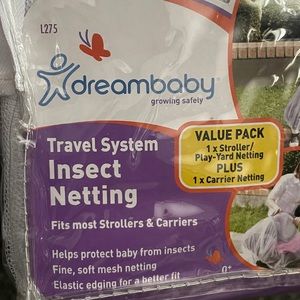 L275
dreambaby
growing safely
Travel System
Insect
Netting
Fits most Strollers & Carriers
VALUE PACK
1 x Stroller/
Play-Yard Netting
PLUS
1 x Carrier Netting
Helps protect baby from insects
Fine, soft mesh netting
Elastic edging for a better fit
0+